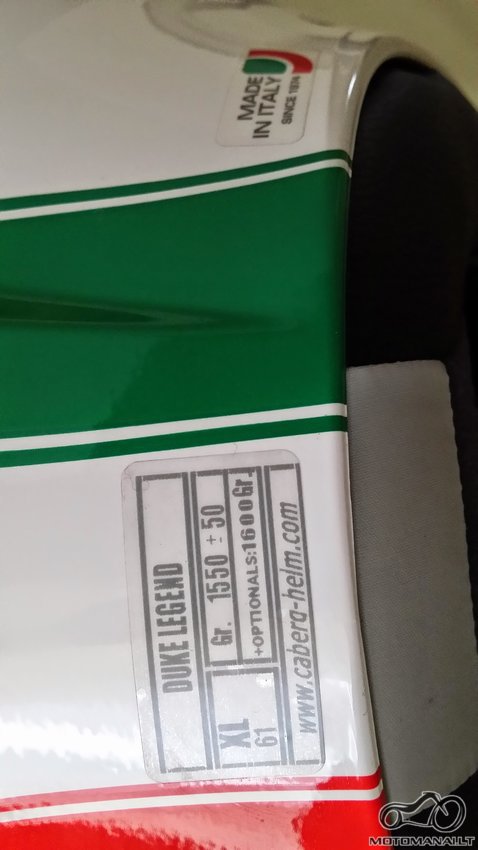 MADE
IN ITALY
SINCE 1974
DUKE LEGEND
XL
61
Gr. 1550 ± 50
+OPTIONALS:1600Gr.
www.caberg-helm.com
MOTOMANAI.LT